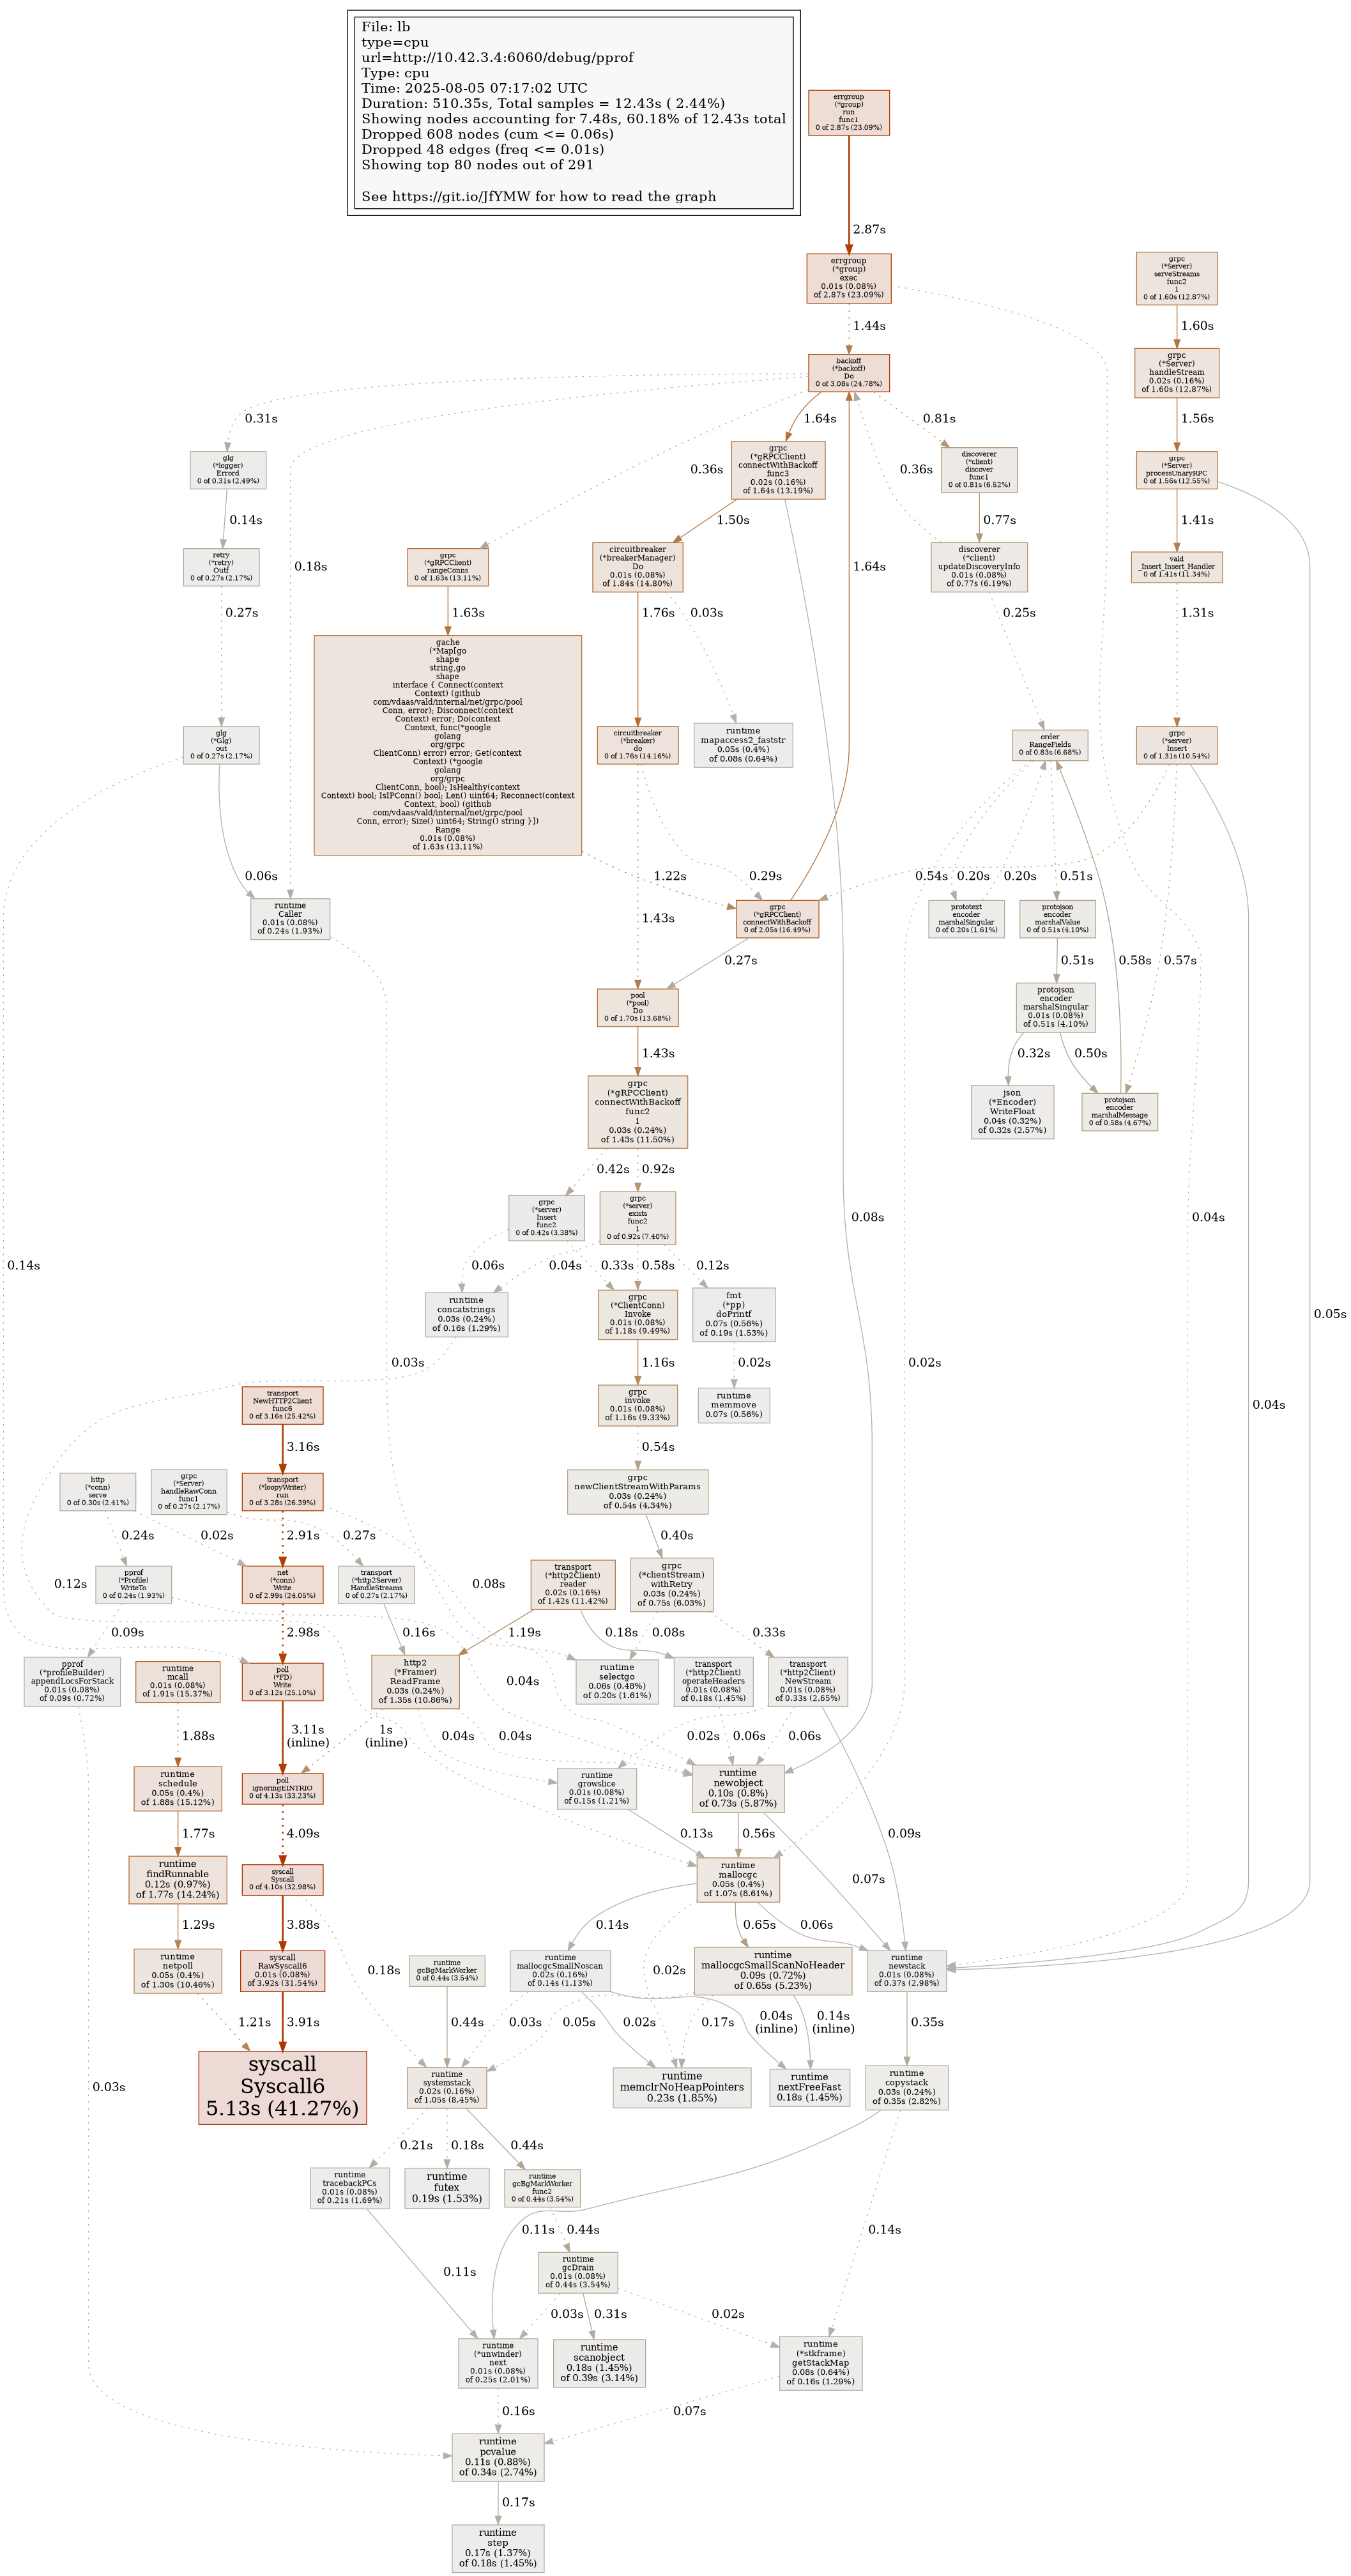 File: lb
type=cpu
url=http://10.42.3.4:6060/debug/pprof
Type: cpu
Time: 2025-08-05 07:17:02 UTC
Duration: 510.35s, Total samples = 12.43s ( 2.44%)
Showing nodes accounting for 7.48s, 60.18% of 12.43s total
Dropped 608 nodes (cum <= 0.06s)
Dropped 48 edges (freq <= 0.01s)
Showing top 80 nodes out of 291
See https://git.io/JfYMW for how to read the graph
errgroup
(*group)
run
func1
0 of 2.87s (23.09%)
2.87s
errgroup
(*group)
exec
0.01s (0.08%)
of 2.87s (23.09%)
grpc
(*Server)
serveStreams
func2
1
0 of 1.60s (12.87%)
1.44s
1.60s
backoff
(*backoff)
Do
0 of 3.08s (24.78%)
grpc
(*Server)
handleStream
0.02s (0.16%)
of 1.60s (12.87%)
0.31s
1.64s
0.81s
1.56s
glg
(*logger)
Errord
0 of 0.31s (2.49%)
0.36s
grpc
(*gRPCClient)
connectWithBackoff
func3
0.02s (0.16%)
of 1.64s (13.19%)
0.36s
discoverer
(*client)
discover
func1
0 of 0.81s (6.52%)
grpc
(*Server)
processUnaryRPC
0 of 1.56s (12.55%)
0.14s
1.50s
0.77s
1.41s
retry
(*retry)
Outf
0 of 0.27s (2.17%)
0.18s
grpc
(*gRPCClient)
rangeConns
0 of 1.63s (13.11%)
circuitbreaker
(*breakerManager)
Do
0.01s (0.08%)
of 1.84s (14.80%)
1.64s
discoverer
(*client)
updateDiscoveryInfo
0.01s (0.08%)
of 0.77s (6.19%)
vald
_Insert_Insert_Handler
0 of 1.41s (11.34%)
0.27s
1.63s
1.76s
0.03s
0.25s
1.31s
gache
(*Map[go
shape
string,go
shape
interface { Connect(context
Context) (github
com/vdaas/vald/internal/net/grpc/pool
Conn, error); Disconnect(context
Context) error; Do(context
Context, func(*google
golang
org/grpc
ClientConn) error) error; Get(context
Context) (*google
golang
org/grpc
ClientConn, bool); IsHealthy(context
Context) bool; IsIPConn() bool; Len() uint64; Reconnect(context
Context, bool) (github
com/vdaas/vald/internal/net/grpc/pool
Conn, error); Size() uint64; String() string }])
Range
0.01s (0.08%)
of 1.63s (13.11%)
glg
(*Glg)
out
0 of 0.27s (2.17%)
circuitbreaker
(*breaker)
do
0 of 1.76s (14.16%)
runtime
mapaccess2_faststr
0.05s (0.4%)
of 0.08s (0.64%)
order
RangeFields
0 of 0.83s (6.68%)
grpc
(*server)
Insert
0 of 1.31s (10.54%)
0.06s
1.22s
0.29s
0.54s
0.20s
0.20s
0.51s
runtime
Caller
0.01s (0.08%)
of 0.24s (1.93%)
1.43s
grpc
(*gRPCClient)
connectWithBackoff
0 of 2.05s (16.49%)
prototext
encoder
marshalSingular
0 of 0.20s (1.61%)
protojson
encoder
marshalValue
0 of 0.51s (4.10%)
0.27s
0.51s
0.58s
0.57s
pool
(*pool)
Do
0 of 1.70s (13.68%)
protojson
encoder
marshalSingular
0.01s (0.08%)
of 0.51s (4.10%)
1.43s
0.32s
0.50s
grpc
(*gRPCClient)
connectWithBackoff
func2
1
0.03s (0.24%)
of 1.43s (11.50%)
json
(*Encoder)
WriteFloat
0.04s (0.32%)
of 0.32s (2.57%)
protojson
encoder
marshalMessage
0 of 0.58s (4.67%)
0.42s
0.92s
grpc
(*server)
Insert
func2
0 of 0.42s (3.38%)
grpc
(*server)
exists
func2
1
0 of 0.92s (7.40%)
0.08s
0.04s
0.14s
0.06s
0.04s
0.33s
0.58s
0.12s
runtime
concatstrings
0.03s (0.24%)
of 0.16s (1.29%)
grpc
(*ClientConn)
Invoke
0.01s (0.08%)
of 1.18s (9.49%)
fmt
(*pp)
doPrintf
0.07s (0.56%)
of 0.19s (1.53%)
0.05s
0.03s
1.16s
0.02s
0.02s
transport
NewHTTP2Client
func6
0 of 3.16s (25.42%)
grpc
invoke
0.01s (0.08%)
of 1.16s (9.33%)
runtime
memmove
0.07s (0.56%)
0.04s
3.16s
0.54s
http
(*conn)
serve
0 of 0.30s (2.41%)
grpc
(*Server)
handleRawConn
func1
0 of 0.27s (2.17%)
transport
(*loopyWriter)
run
0 of 3.28s (26.39%)
grpc
newClientStreamWithParams
0.03s (0.24%)
of 0.54s (4.34%)
0.24s
0.02s
2.91s
0.27s
0.40s
0.12s
pprof
(*Profile)
WriteTo
0 of 0.24s (1.93%)
net
(*conn)
Write
0 of 2.99s (24.05%)
transport
(*http2Server)
HandleStreams
0 of 0.27s (2.17%)
0.08s
transport
(*http2Client)
reader
0.02s (0.16%)
of 1.42s (11.42%)
grpc
(*clientStream)
withRetry
0.03s (0.24%)
of 0.75s (6.03%)
0.09s
2.98s
0.16s
1.19s
0.18s
0.08s
0.33s
pprof
(*profileBuilder)
appendLocsForStack
0.01s (0.08%)
of 0.09s (0.72%)
runtime
mcall
0.01s (0.08%)
of 1.91s (15.37%)
poll
(*FD)
Write
0 of 3.12s (25.10%)
http2
(*Framer)
ReadFrame
0.03s (0.24%)
of 1.35s (10.86%)
0.04s
runtime
selectgo
0.06s (0.48%)
of 0.20s (1.61%)
transport
(*http2Client)
operateHeaders
0.01s (0.08%)
of 0.18s (1.45%)
transport
(*http2Client)
NewStream
0.01s (0.08%)
of 0.33s (2.65%)
1.88s
3.11s
(inline)
1s
(inline)
0.04s
0.04s
0.02s
0.06s
0.06s
runtime
schedule
0.05s (0.4%)
of 1.88s (15.12%)
poll
ignoringEINTRIO
0 of 4.13s (33.23%)
runtime
growslice
0.01s (0.08%)
of 0.15s (1.21%)
runtime
newobject
0.10s (0.8%)
of 0.73s (5.87%)
1.77s
4.09s
0.13s
0.56s
0.09s
runtime
findRunnable
0.12s (0.97%)
of 1.77s (14.24%)
syscall
Syscall
0 of 4.10s (32.98%)
runtime
mallocgc
0.05s (0.4%)
of 1.07s (8.61%)
0.07s
1.29s
3.88s
0.14s
0.65s
0.06s
runtime
netpoll
0.05s (0.4%)
of 1.30s (10.46%)
syscall
RawSyscall6
0.01s (0.08%)
of 3.92s (31.54%)
0.18s
runtime
gcBgMarkWorker
0 of 0.44s (3.54%)
runtime
mallocgcSmallNoscan
0.02s (0.16%)
of 0.14s (1.13%)
0.02s
runtime
mallocgcSmallScanNoHeader
0.09s (0.72%)
of 0.65s (5.23%)
runtime
newstack
0.01s (0.08%)
of 0.37s (2.98%)
1.21s
3.91s
0.44s
0.03s
0.05s
0.02s
0.17s
0.04s
(inline)
0.14s
(inline)
0.35s
syscall
Syscall6
5.13s (41.27%)
runtime
systemstack
0.02s (0.16%)
of 1.05s (8.45%)
runtime
memclrNoHeapPointers
0.23s (1.85%)
runtime
nextFreeFast
0.18s (1.45%)
runtime
copystack
0.03s (0.24%)
of 0.35s (2.82%)
0.03s
0.21s
0.18s
0.44s
runtime
tracebackPCs
0.01s (0.08%)
of 0.21s (1.69%)
runtime
futex
0.19s (1.53%)
runtime
gcBgMarkWorker
func2
0 of 0.44s (3.54%)
0.11s
0.44s
0.14s
0.11s
runtime
gcDrain
0.01s (0.08%)
of 0.44s (3.54%)
0.03s
0.31s
0.02s
runtime
(*unwinder)
next
0.01s (0.08%)
of 0.25s (2.01%)
runtime
scanobject
0.18s (1.45%)
of 0.39s (3.14%)
runtime
(*stkframe)
getStackMap
0.08s (0.64%)
of 0.16s (1.29%)
0.16s
0.07s
runtime
pcvalue
0.11s (0.88%)
of 0.34s (2.74%)
0.17s
runtime
step
0.17s (1.37%)
of 0.18s (1.45%)